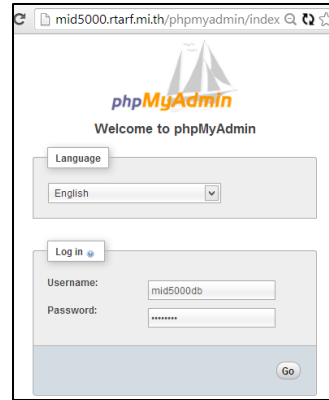 mid5000.rtarf.mi.th/phpmyadmin/index
phpMyAdmin
Welcome to phpMyAdmin
Language
English
Log in
Username:
mid5000db
Password:
••••••••
Go